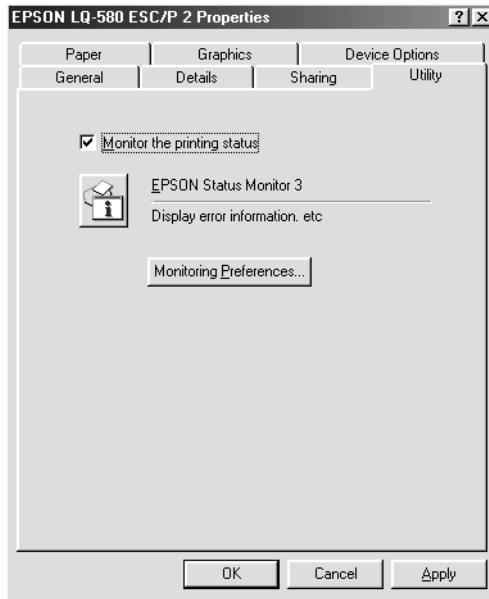 EPSON LQ-580 ESC/P 2 Properties
Paper Graphics Device Options
General Details Sharing Utility
Monitor the printing status
EPSON Status Monitor 3
Display error information. etc
Monitoring Preferences...
OK Cancel Apply